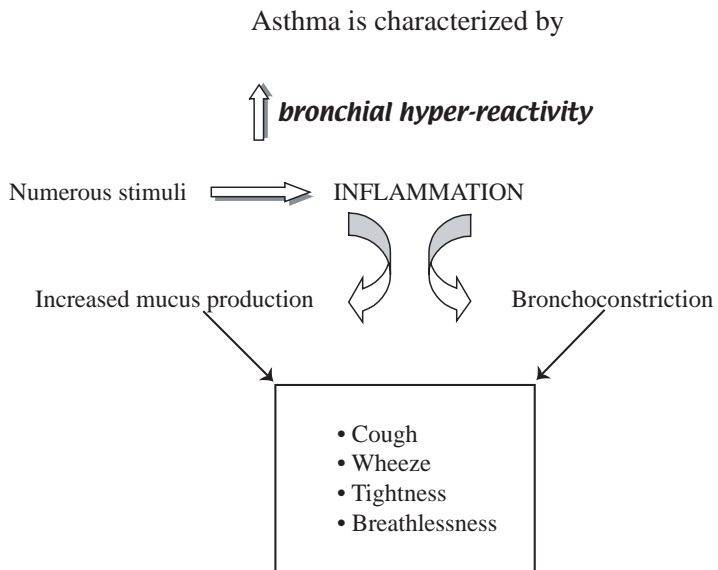 Asthma is characterized by
bronchial hyper-reactivity
Numerous stimuli
INFLAMMATION
Increased mucus production
Bronchoconstriction
• Cough
• Wheeze
• Tightness
• Breathlessness